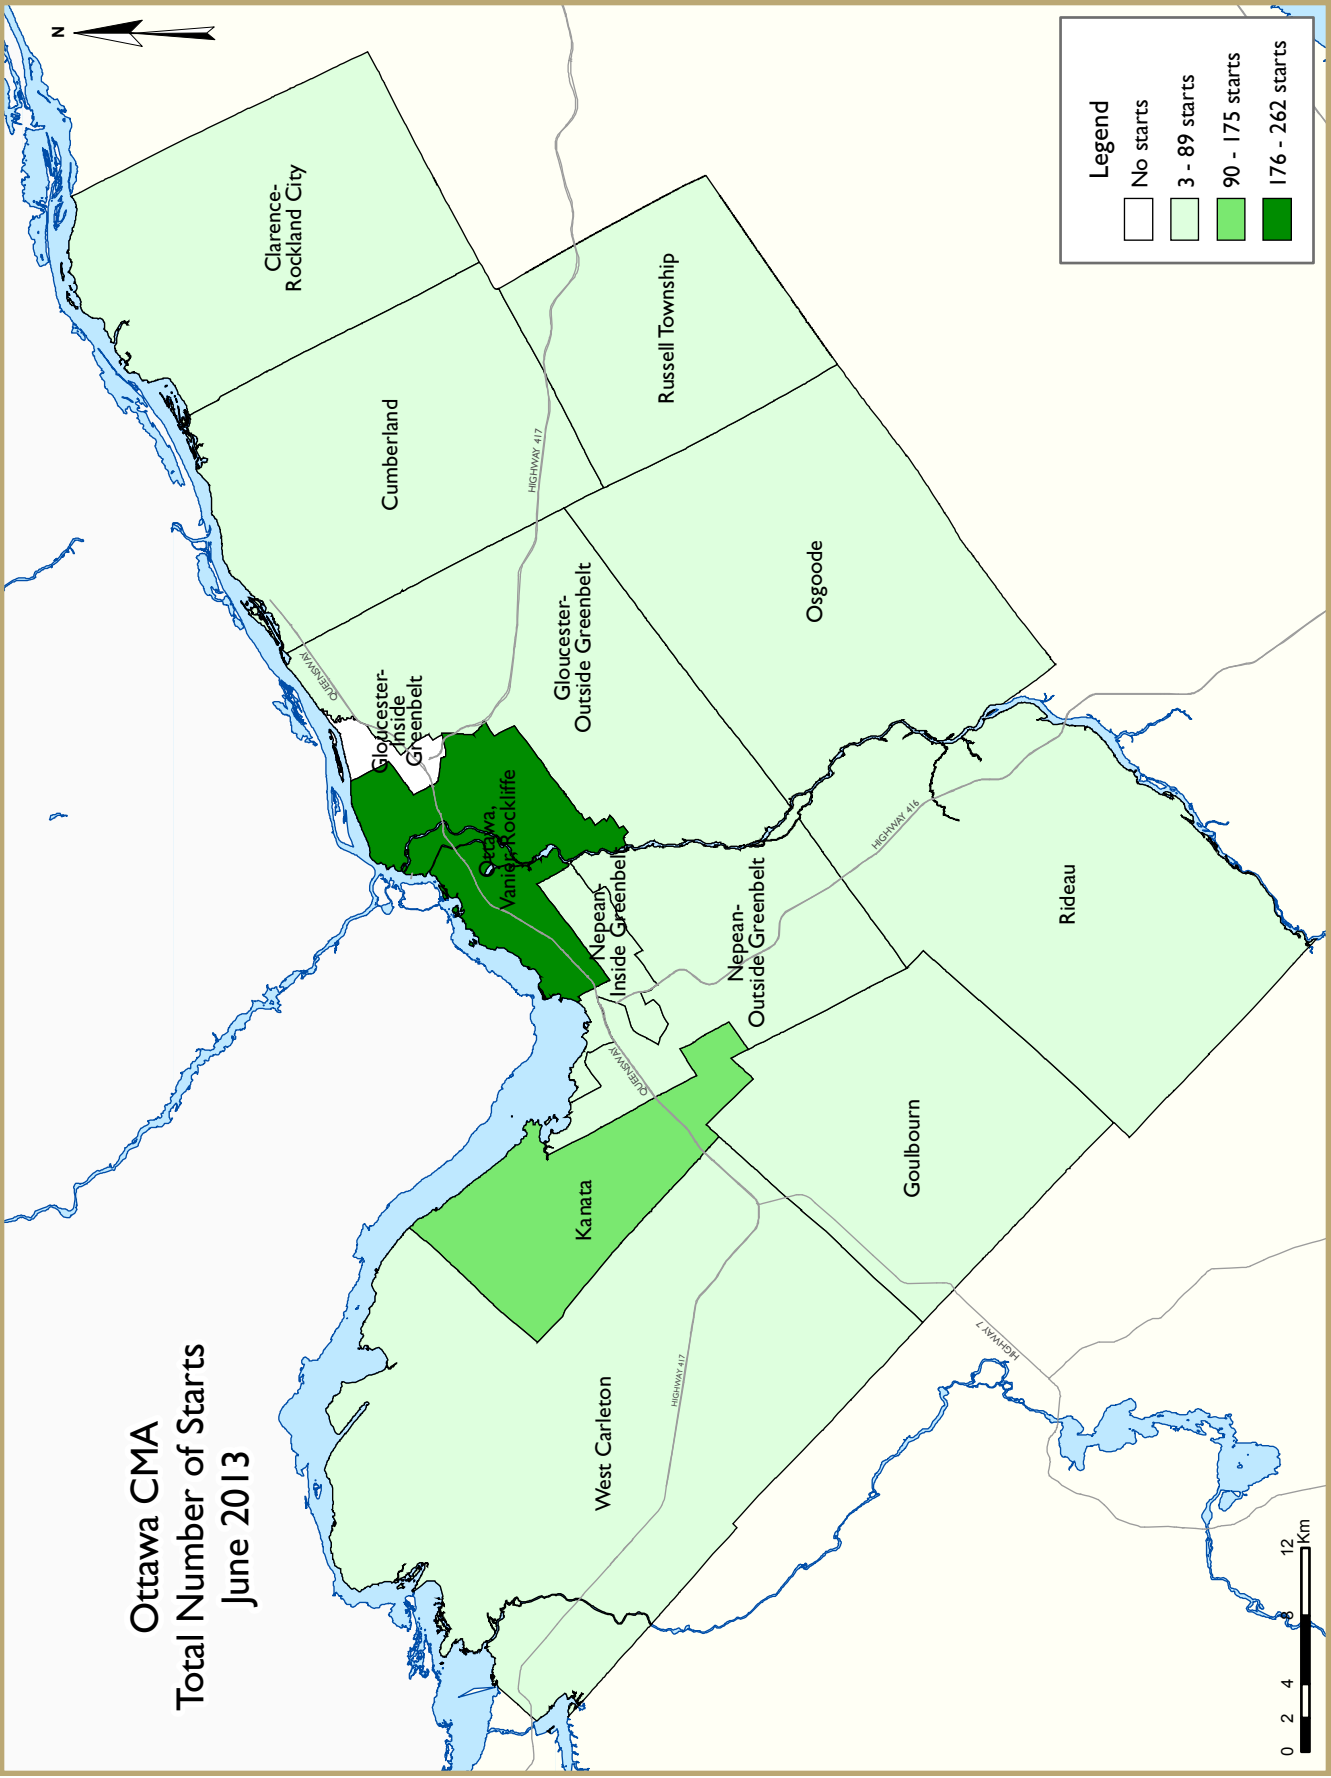 Ottawa CMA
Total Number of Starts
June 2013
N
Clarence-
Rockland City
Cumberland
Russell Township
HIGHWAY 417
QUEENSWAY
Gloucester-
Inside
Greenbelt
Gloucester-
Outside Greenbelt
Osgoode
Ottawa,
Vanier, Rockliffe
Nepean-
Inside Greenbelt
Nepean-
Outside Greenbelt
HIGHWAY 416
Rideau
QUEENSWAY
Kanata
Goulbourn
West Carleton
HIGHWAY 417
HIGHWAY 7
Legend
No starts
3 - 89 starts
90 - 175 starts
176 - 262 starts
0 2 4 8 12
Km